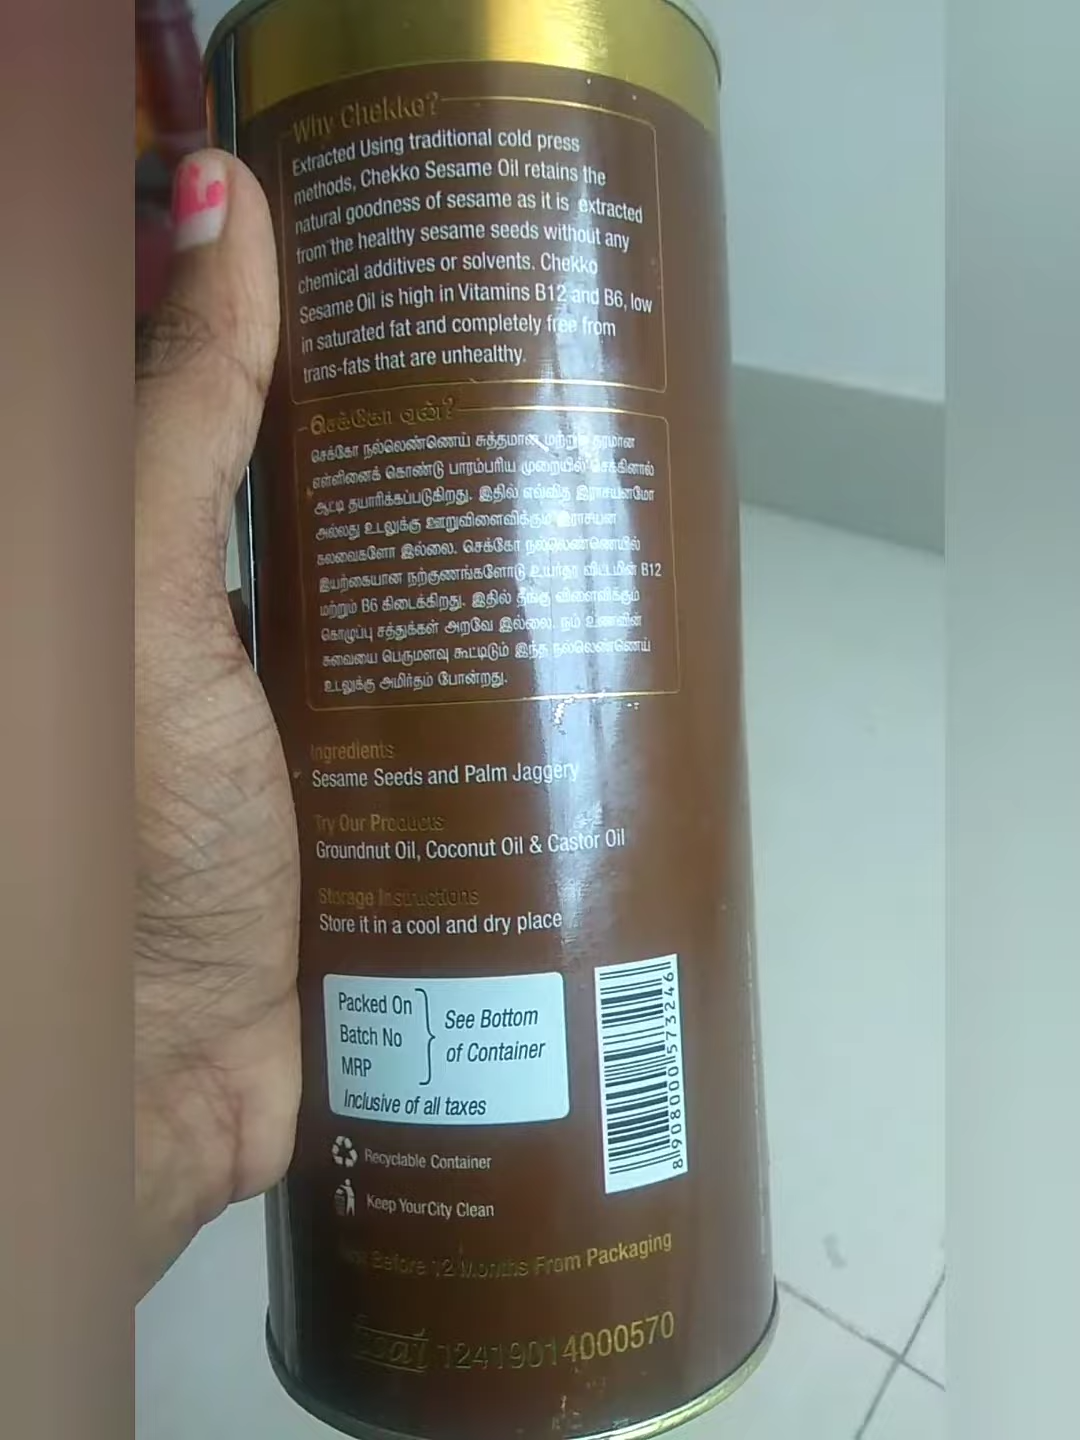 Why Chekko?
Extracted Using traditional cold press
methods, Chekko Sesame Oil retains the
natural goodness of sesame as it is extracted
from the healthy sesame seeds without any
chemical additives or solvents. Chekko
Sesame Oil is high in Vitamins B12 and B6, low
in saturated fat and completely free from
trans-fats that are unhealthy.
செக்கோ ஏன்?
செக்கோ நல்லெண்ணெய் சுத்தமான மற்றும் தரமான
எள்ளினைக் கொண்டு பாரம்பரிய முறையில் செக்கினால்
ஆட்டி தயாரிக்கப்படுகிறது. இதில் எவ்வித இராசயனமோ
அல்லது உடலுக்கு ஊறுவிளைவிக்கும் இராசயன
கலவைகளோ இல்லை. செக்கோ நல்லெண்ணெயில்
இயற்கையான நற்குணங்களோடு உயர்தர விட்டமின் B12
மற்றும் B6 கிடைக்கிறது. இதில் தீங்கு விளைவிக்கும்
கொழுப்பு சத்துக்கள் அறவே இல்லை. நம் உணவின்
சுவையை பெருமளவு கூட்டிடும் இந்த நல்லெண்ணெய்
உடலுக்கு அமிர்தம் போன்றது.
Ingredients
Sesame Seeds and Palm Jaggery
Try Our Products
Groundnut Oil, Coconut Oil & Castor Oil
Storage Instructions
Store it in a cool and dry place
Packed On
Batch No
MRP
See Bottom
of Container
Inclusive of all taxes
8 908000 573246
Recyclable Container
Keep Your City Clean
Before 12 Months From Packaging
fssai 12419014000570